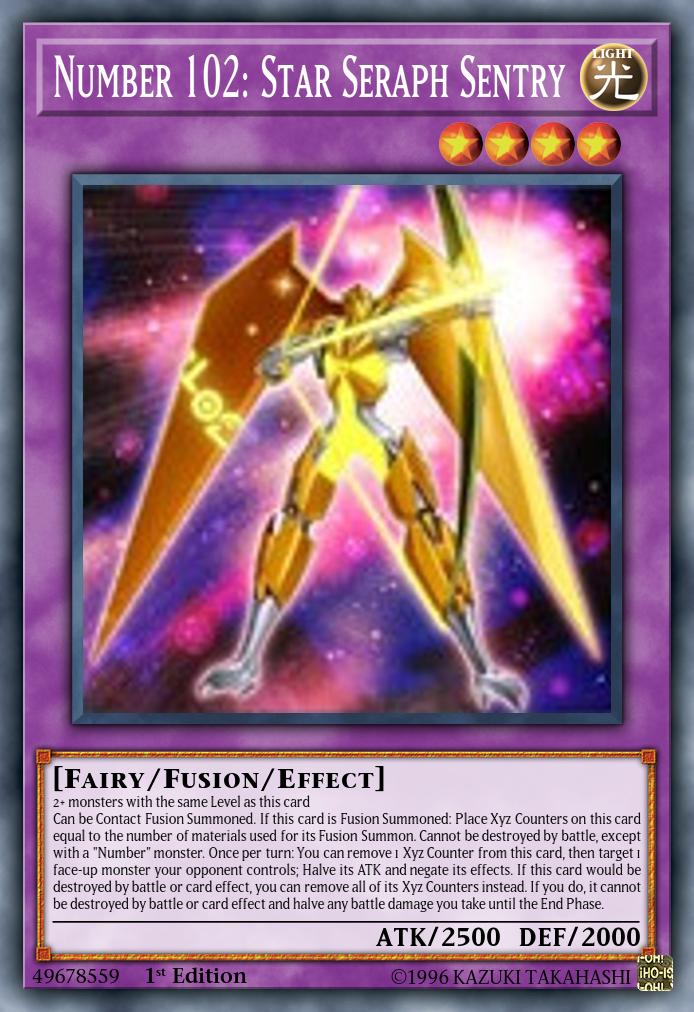 Number 102: Star Seraph Sentry
LIGHT
光
102
[Fairy/Fusion/Effect]
2+ monsters with the same Level as this card
Can be Contact Fusion Summoned. If this card is Fusion Summoned: Place Xyz Counters on this card
equal to the number of materials used for its Fusion Summon. Cannot be destroyed by battle, except
with a "Number" monster. Once per turn: You can remove 1 Xyz Counter from this card, then target 1
face-up monster your opponent controls; Halve its ATK and negate its effects. If this card would be
destroyed by battle or card effect, you can remove all of its Xyz Counters instead. If you do, it cannot
be destroyed by battle or card effect and halve any battle damage you take until the End Phase.
ATK/2500 DEF/2000
49678559 1st Edition ©1996 KAZUKI TAKAHASHI